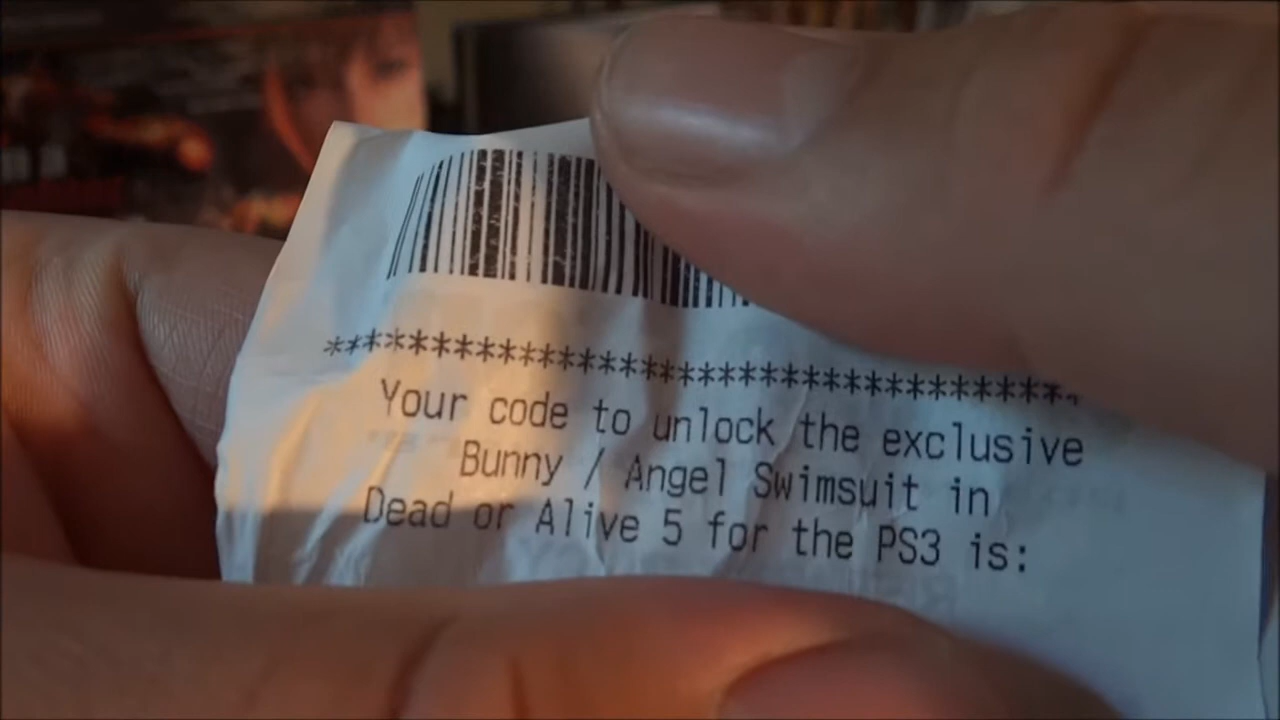 ***********************************
Your code to unlock the exclusive
Bunny / Angel Swimsuit in
Dead or Alive 5 for the PS3 is: